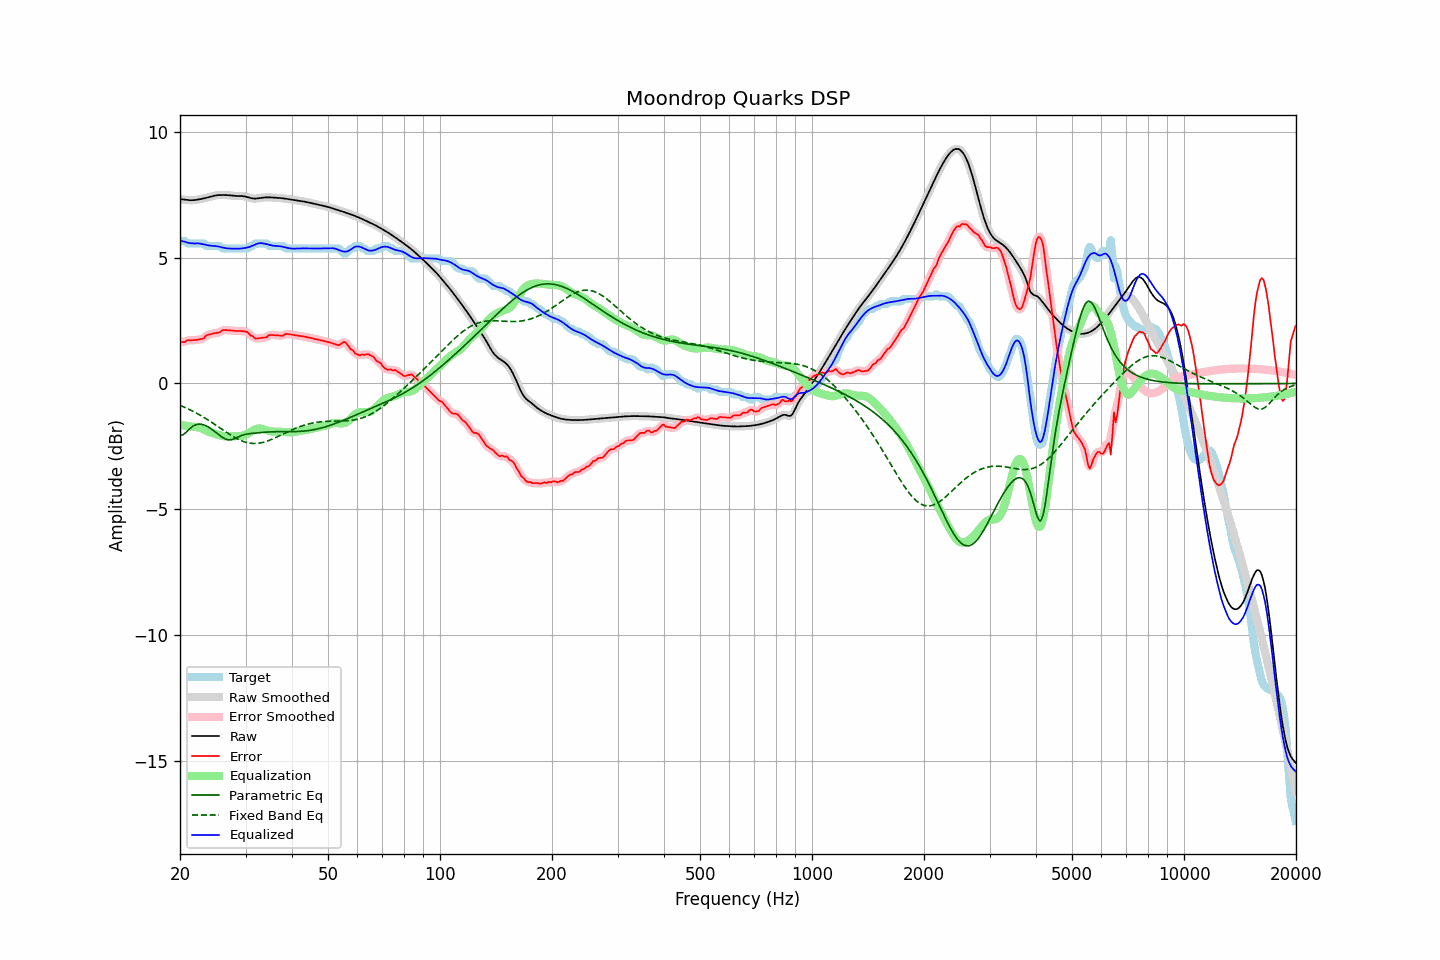 Moondrop Quarks DSP
Amplitude (dBr)
10
5
0
−5
−10
−15
Target
Raw Smoothed
Error Smoothed
Raw
Error
Equalization
Parametric Eq
Fixed Band Eq
Equalized
20 50 100 200 500 1000 2000 5000 10000 20000
Frequency (Hz)